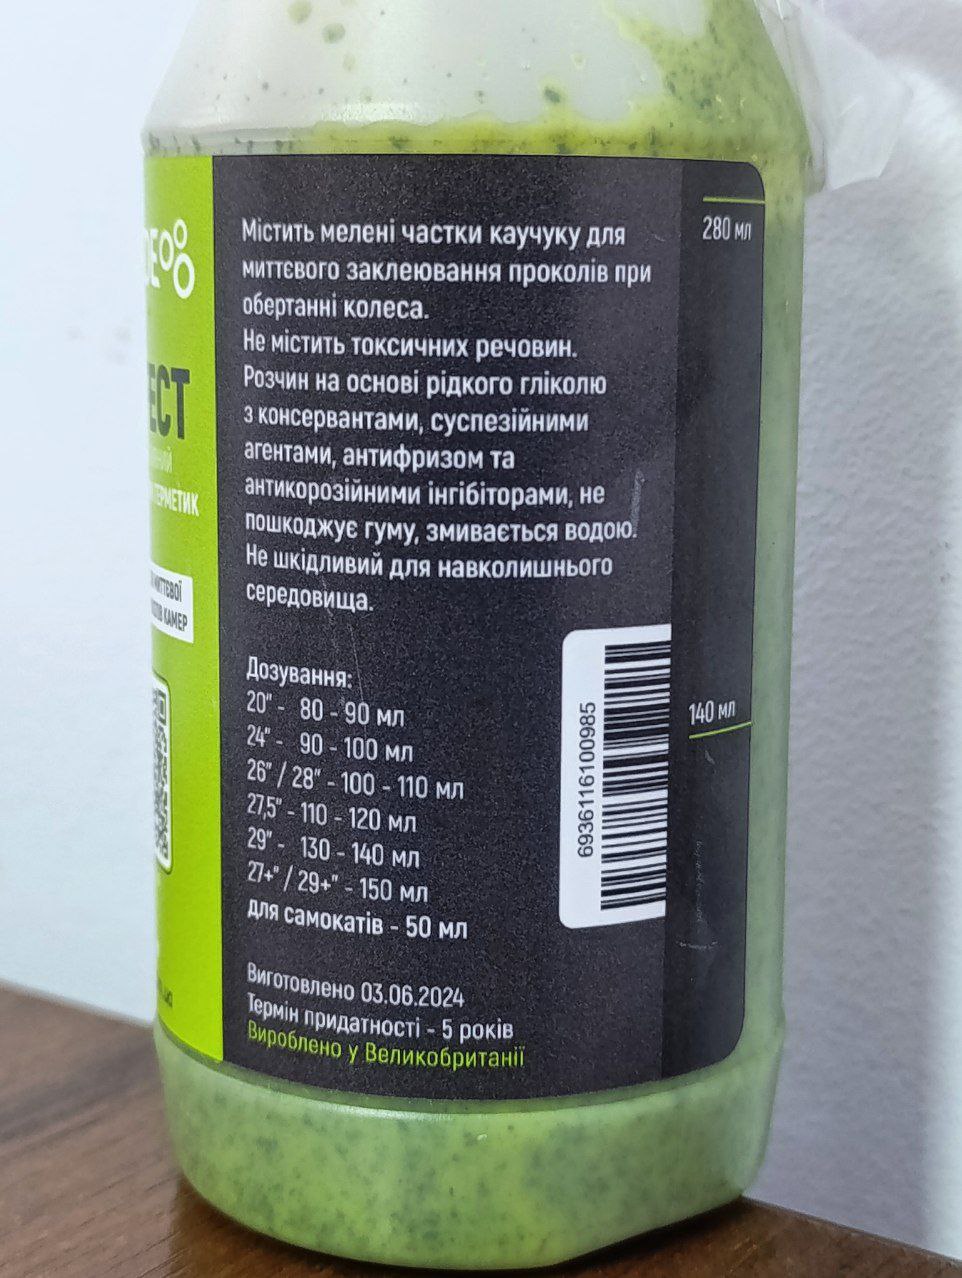 Містить мелені частки каучуку для
миттєвого заклеювання проколів при
обертанні колеса.
Не містить токсичних речовин.
Розчин на основі рідкого гліколю
з консервантами, суспезійними
агентами, антифризом та
антикорозійними інгібіторами, не
пошкоджує гуму, змивається водою.
Не шкідливий для навколишнього
середовища.
Дозування:
20" - 80 - 90 мл
24" - 90 - 100 мл
26" / 28" - 100 - 110 мл
27,5" - 110 - 120 мл
29" - 130 - 140 мл
27+" / 29+" - 150 мл
для самокатів - 50 мл
Виготовлено 03.06.2024
Термін придатності - 5 років
Вироблено у Великобританії
6936116100985
280 мл
140 мл
КАМЕР